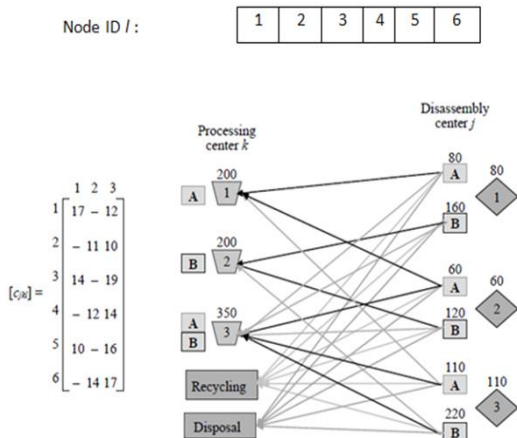 Node ID l :
1 2 3 4 5 6
Disassembly
center j
Processing
center k
80
80
200
A
1
A
1
160
B
200
B
2
60
60
A
2
120
B
350
A
B
3
110
110
A
3
220
B
Recycling
Disposal
1 2 3
1 17 – 12
2 – 11 10
3 14 – 19
[cjkl] =
4 – 12 14
5 10 – 16
6 – 14 17